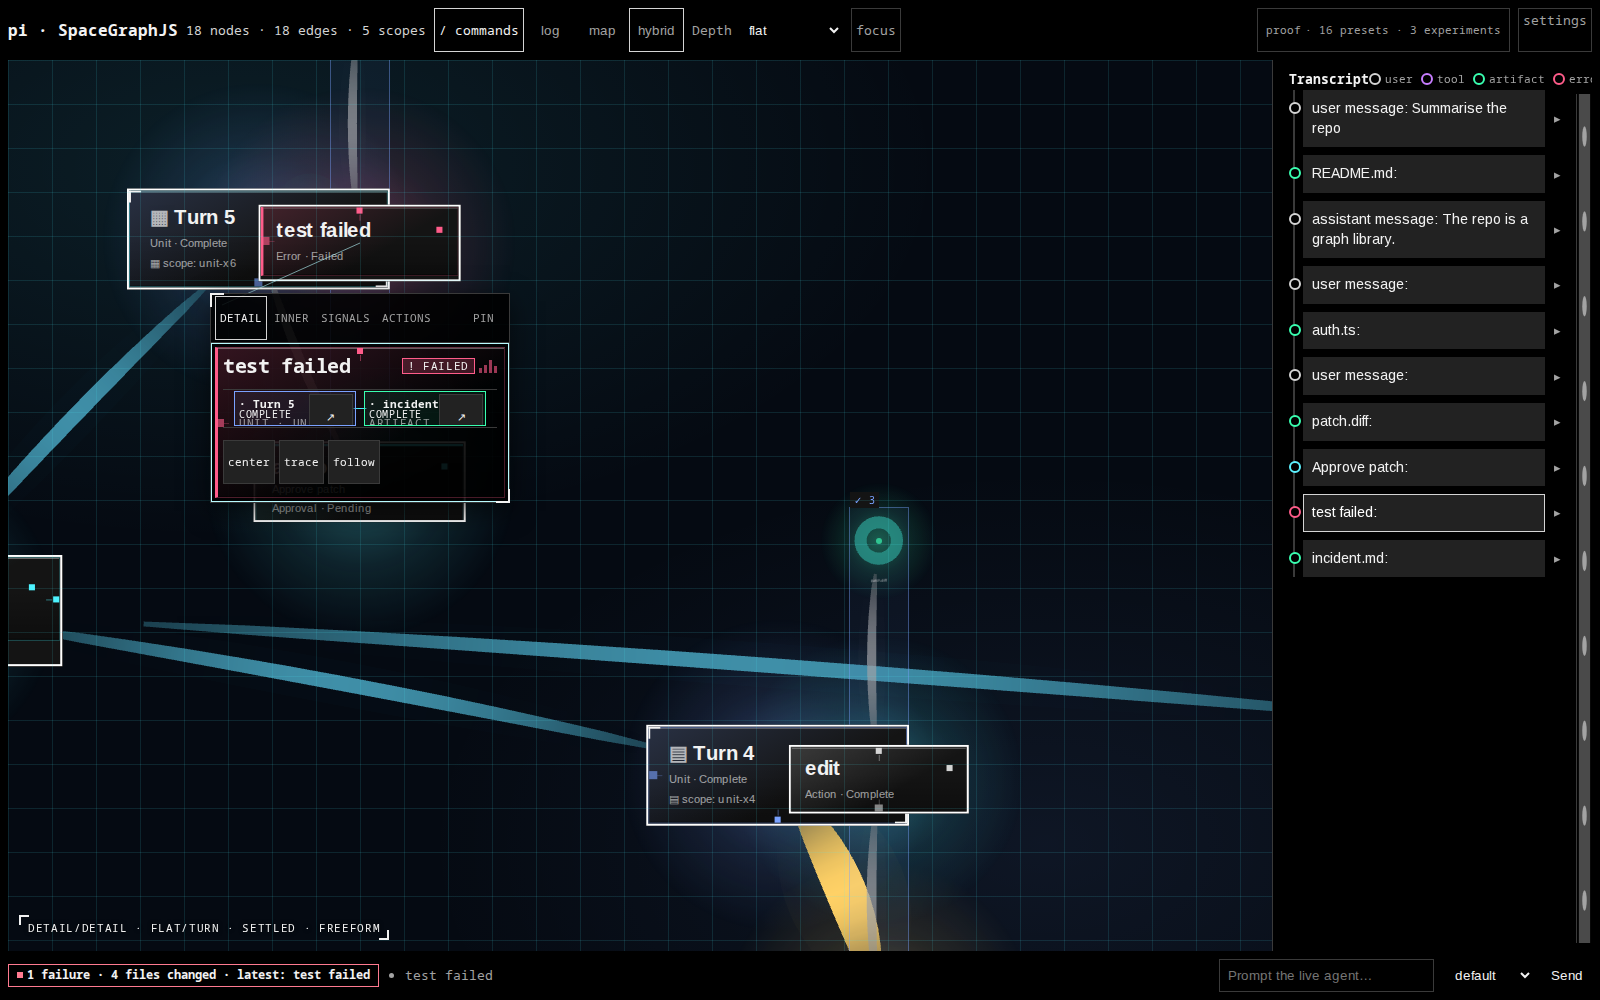 pi · SpaceGraphJS 18 nodes · 18 edges · 5 scopes / commands log map hybrid Depth flat focus proof · 16 presets · 3 experiments settings
Turn 5
Unit · Complete
scope: unit-x6
test failed
Error · Failed
DETAIL INNER SIGNALS ACTIONS PIN
test failed ! FAILED
· Turn 5
COMPLETE
UNIT · UN
↗
· incident
COMPLETE
ARTIFACT
↗
center trace follow
Approve patch
Approval · Pending
✓ 3
Turn 4
Unit · Complete
scope: unit-x4
edit
Action · Complete
DETAIL/DETAIL · FLAT/TURN · SETTLED · FREEFORM
Transcript user tool artifact erro
user message: Summarise the
repo
README.md:
assistant message: The repo is a
graph library.
user message:
auth.ts:
user message:
patch.diff:
Approve patch:
test failed:
incident.md:
1 failure · 4 files changed · latest: test failed
test failed
Prompt the live agent… default Send